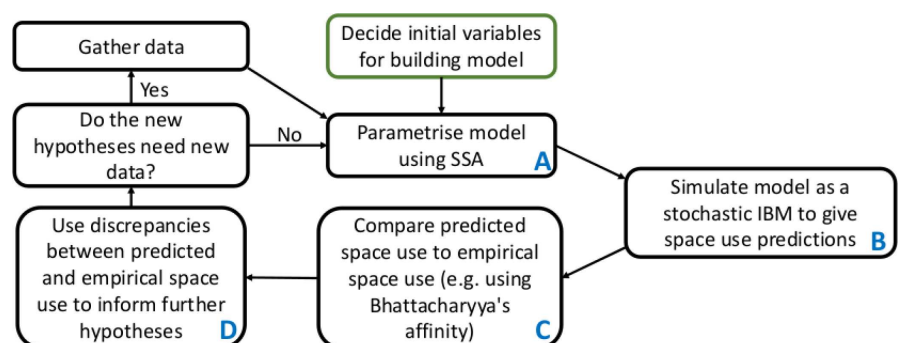 Gather data
Decide initial variables
for building model
Yes
Do the new
hypotheses need new
data?
No
Parametrise model
using SSA
A
Simulate model as a
stochastic IBM to give
space use predictions
B
Use discrepancies
between predicted
and empirical space
use to inform further
hypotheses
D
Compare predicted
space use to empirical
space use (e.g. using
Bhattacharyya's
affinity)
C